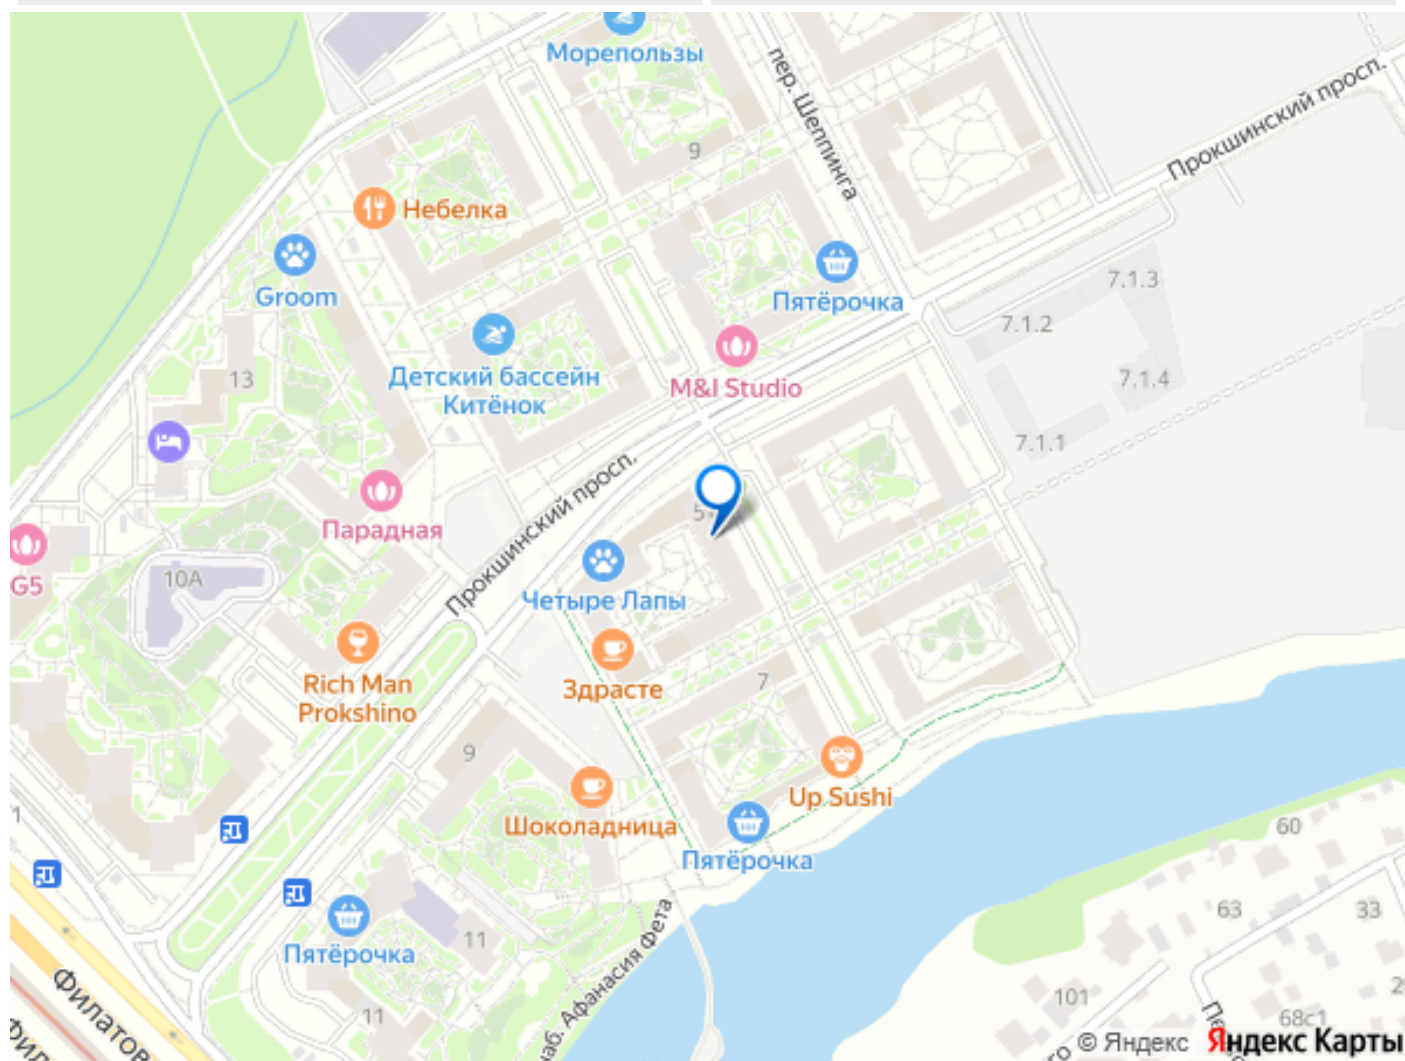 Морепользы
пер. Шеппинга
Прокшинский просп.
9
Небелка
Groom
Пятёрочка
7.1.3
7.1.2
M&I Studio
Детский бассейн
Китёнок
13
7.1.4
7.1.1
Парадная
Прокшинский просп.
5
G5
10А
Четыре Лапы
Здрасте
Rich Man
Prokshino
7
9
Up Sushi
Шоколадница
1
60
Пятёрочка
63
33
Пятёрочка
11
наб. Афанасия Фета
Филатов
Фил
11
101
68с1
© Яндекс
Яндекс Карты